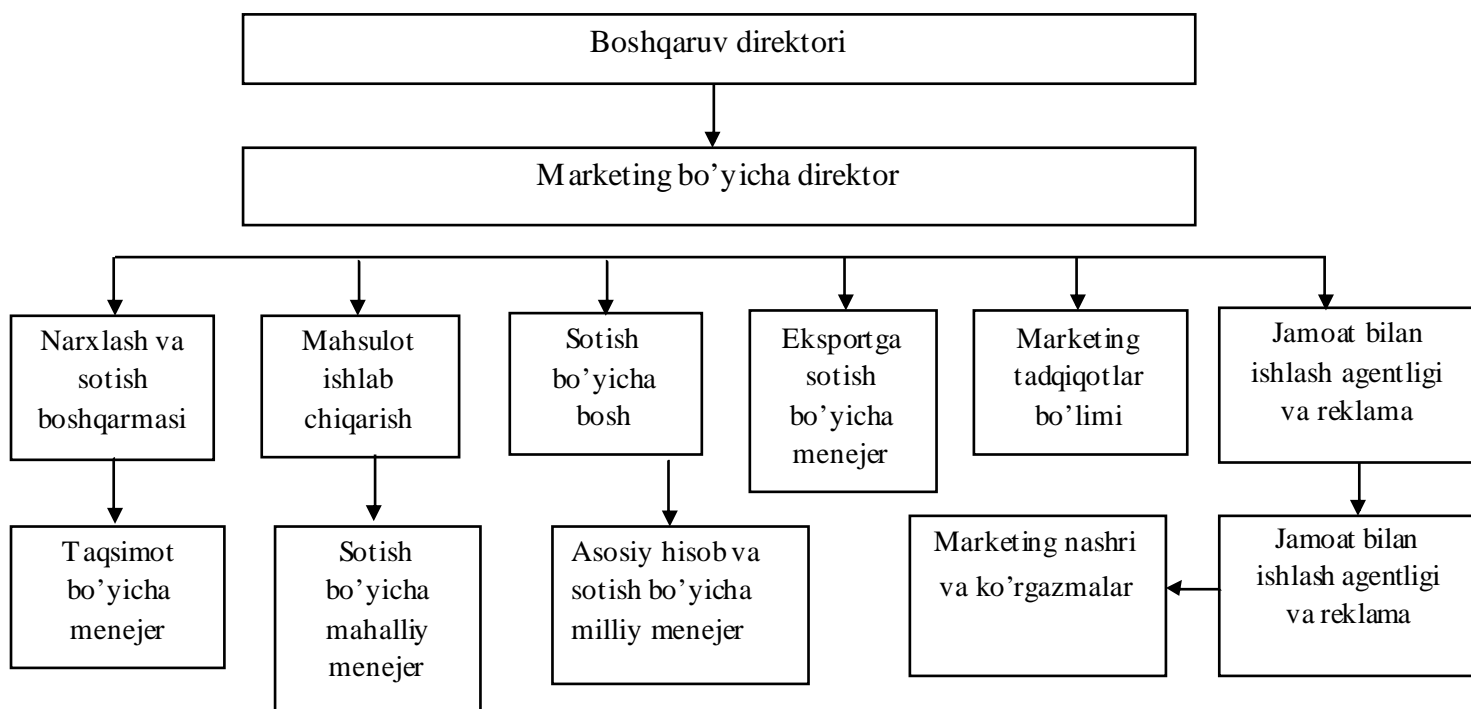 Boshqaruv direktori
Marketing bo’yicha direktor
Narxlash va
sotish
boshqarmasi
Mahsulot
ishlab
chiqarish
Sotish
bo’yicha
bosh
Eksportga
sotish
bo’yicha
menejer
Marketing
tadqiqotlar
bo’limi
Jamoat bilan
ishlash agentligi
va reklama
Taqsimot
bo’yicha
menejer
Sotish
bo’yicha
mahalliy
menejer
Asosiy hisob va
sotish bo’yicha
milliy menejer
Marketing nashri
va ko’rgazmalar
Jamoat bilan
ishlash agentligi
va reklama